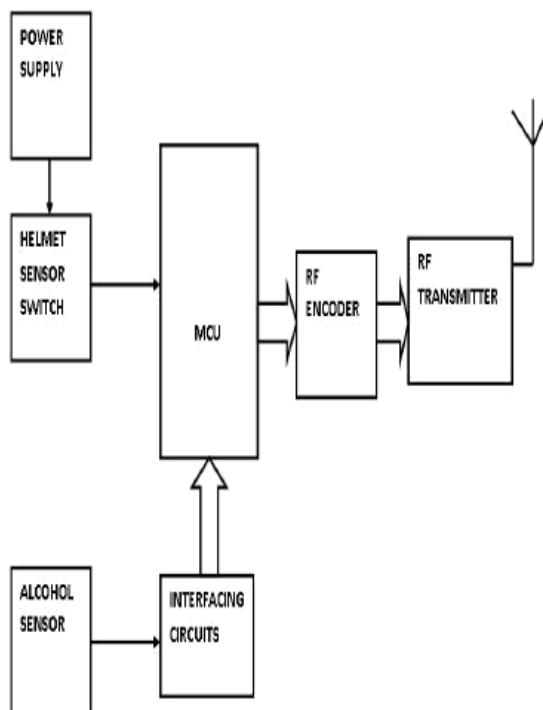 POWER
SUPPLY
HELMET
SENSOR
SWITCH
MCU
RF
ENCODER
RF
TRANSMITTER
ALCOHOL
SENSOR
INTERFACING
CIRCUITS